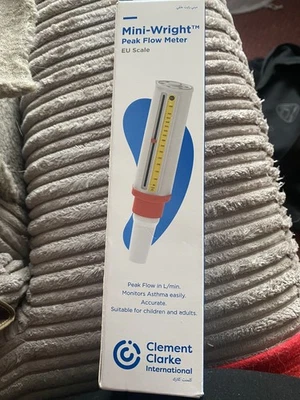 Mini-Wright™
Peak Flow Meter
EU Scale
Peak Flow in L/min.
Monitors Asthma easily.
Accurate.
Suitable for children and adults.
Clement
Clarke
International